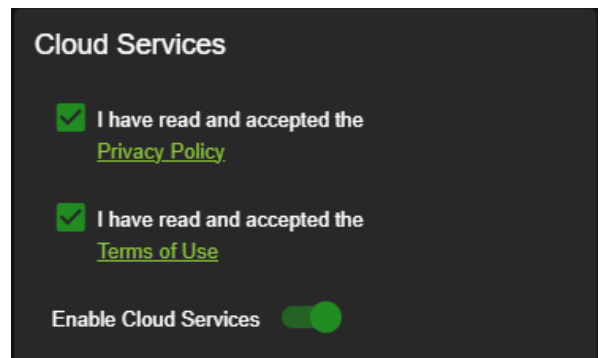 Cloud Services
I have read and accepted the
Privacy Policy
I have read and accepted the
Terms of Use
Enable Cloud Services